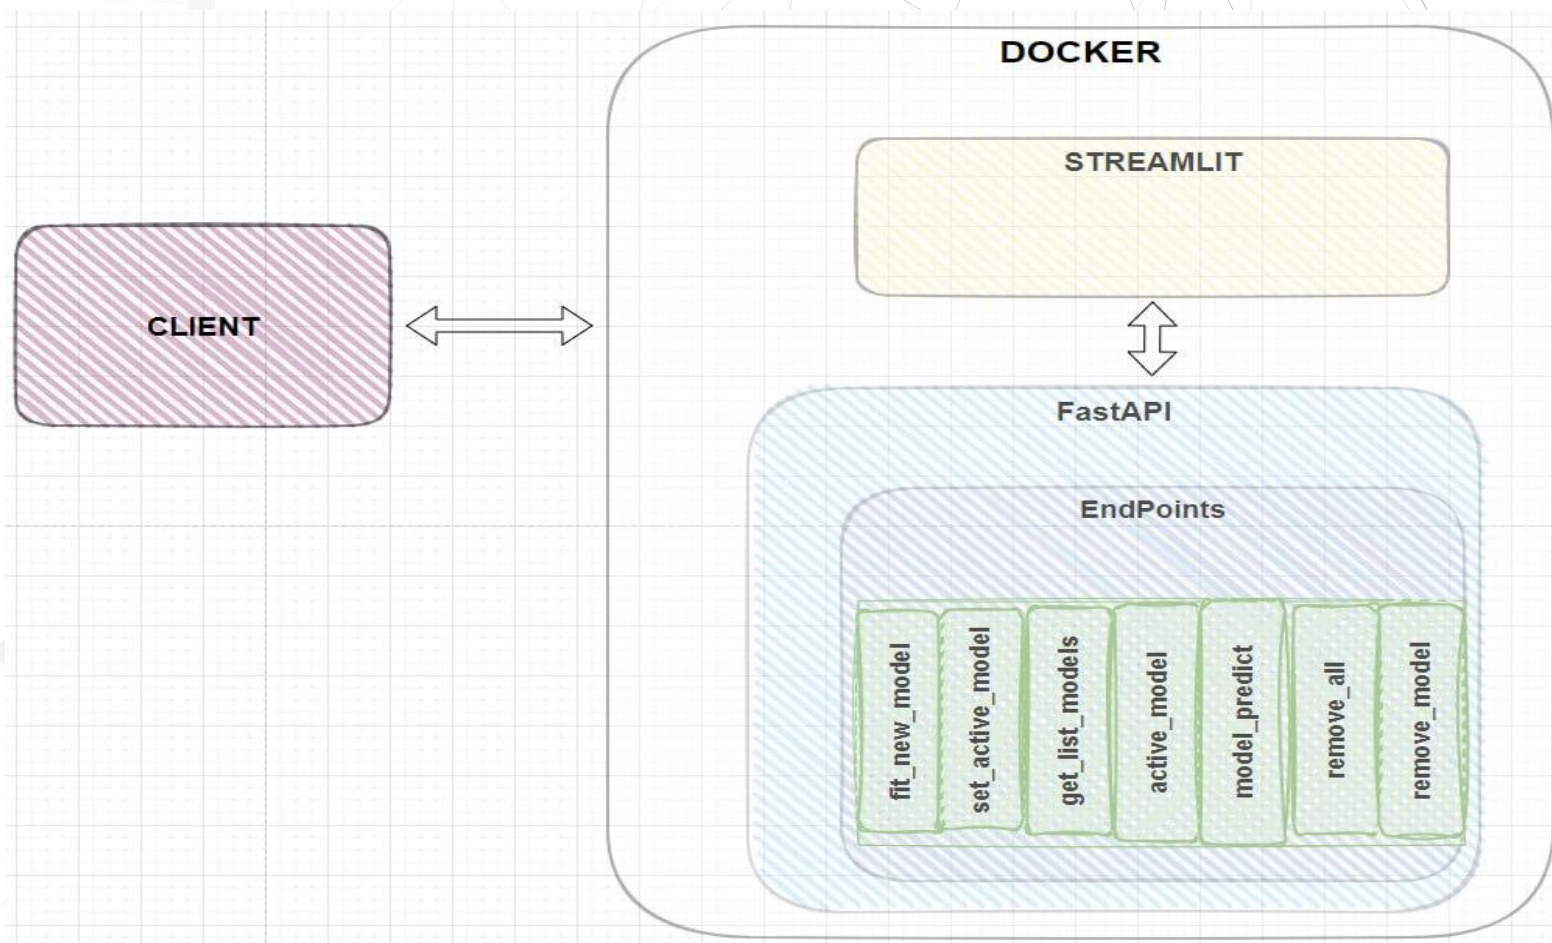 DOCKER
STREAMLIT
CLIENT
FastAPI
EndPoints
fit_new_model
set_active_model
get_list_models
active_model
model_predict
remove_all
remove_model